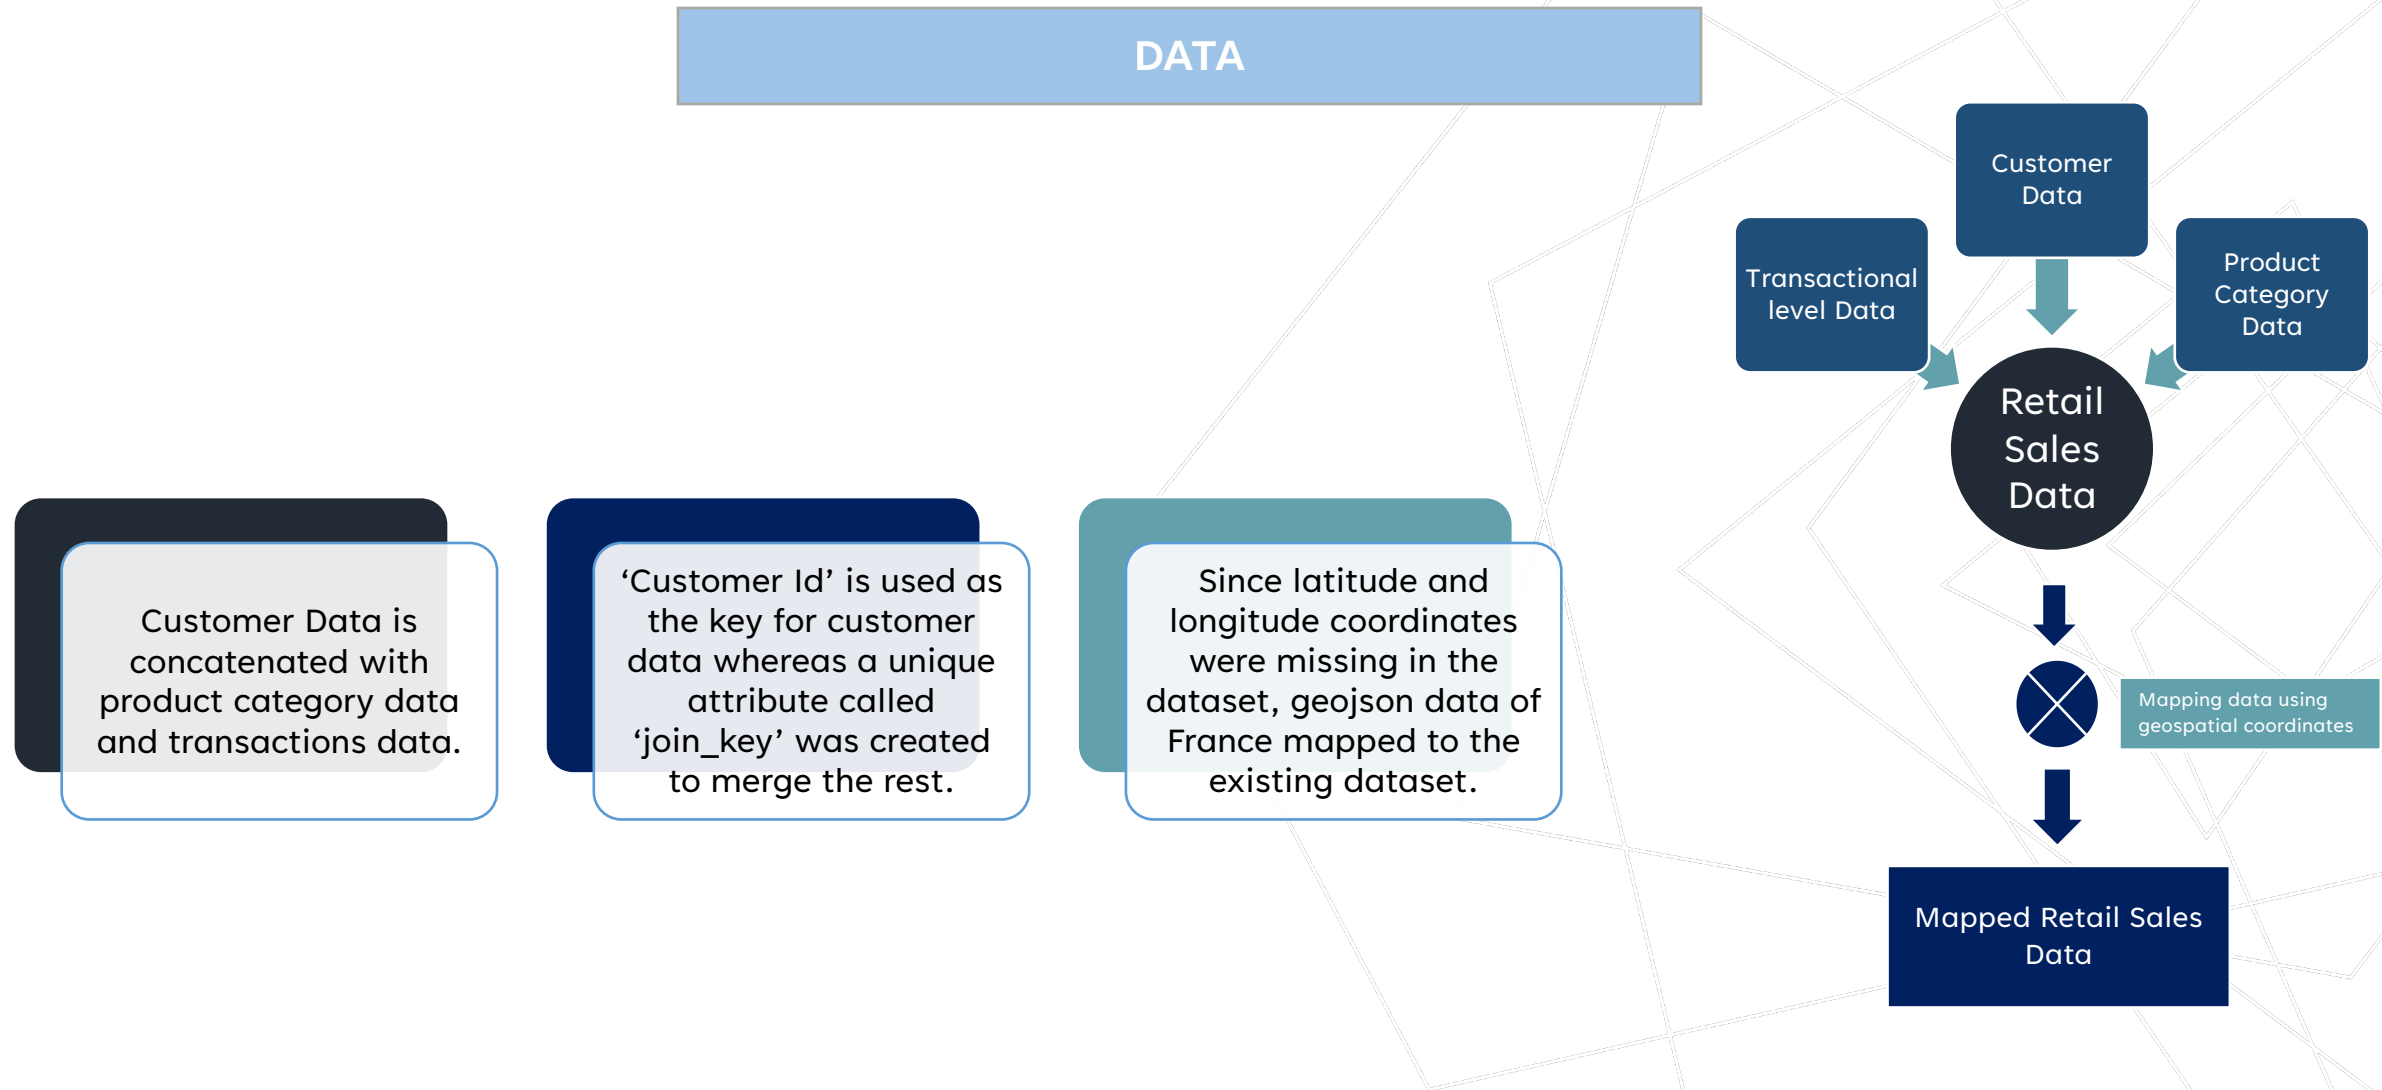 DATA
Customer Data is
concatenated with
product category data
and transactions data.
‘Customer Id’ is used as
the key for customer
data whereas a unique
attribute called
‘join_key’ was created
to merge the rest.
Since latitude and
longitude coordinates
were missing in the
dataset, geojson data of
France mapped to the
existing dataset.
Customer
Data
Transactional
level Data
Product
Category
Data
Retail
Sales
Data
Mapping data using
geospatial coordinates
Mapped Retail Sales
Data